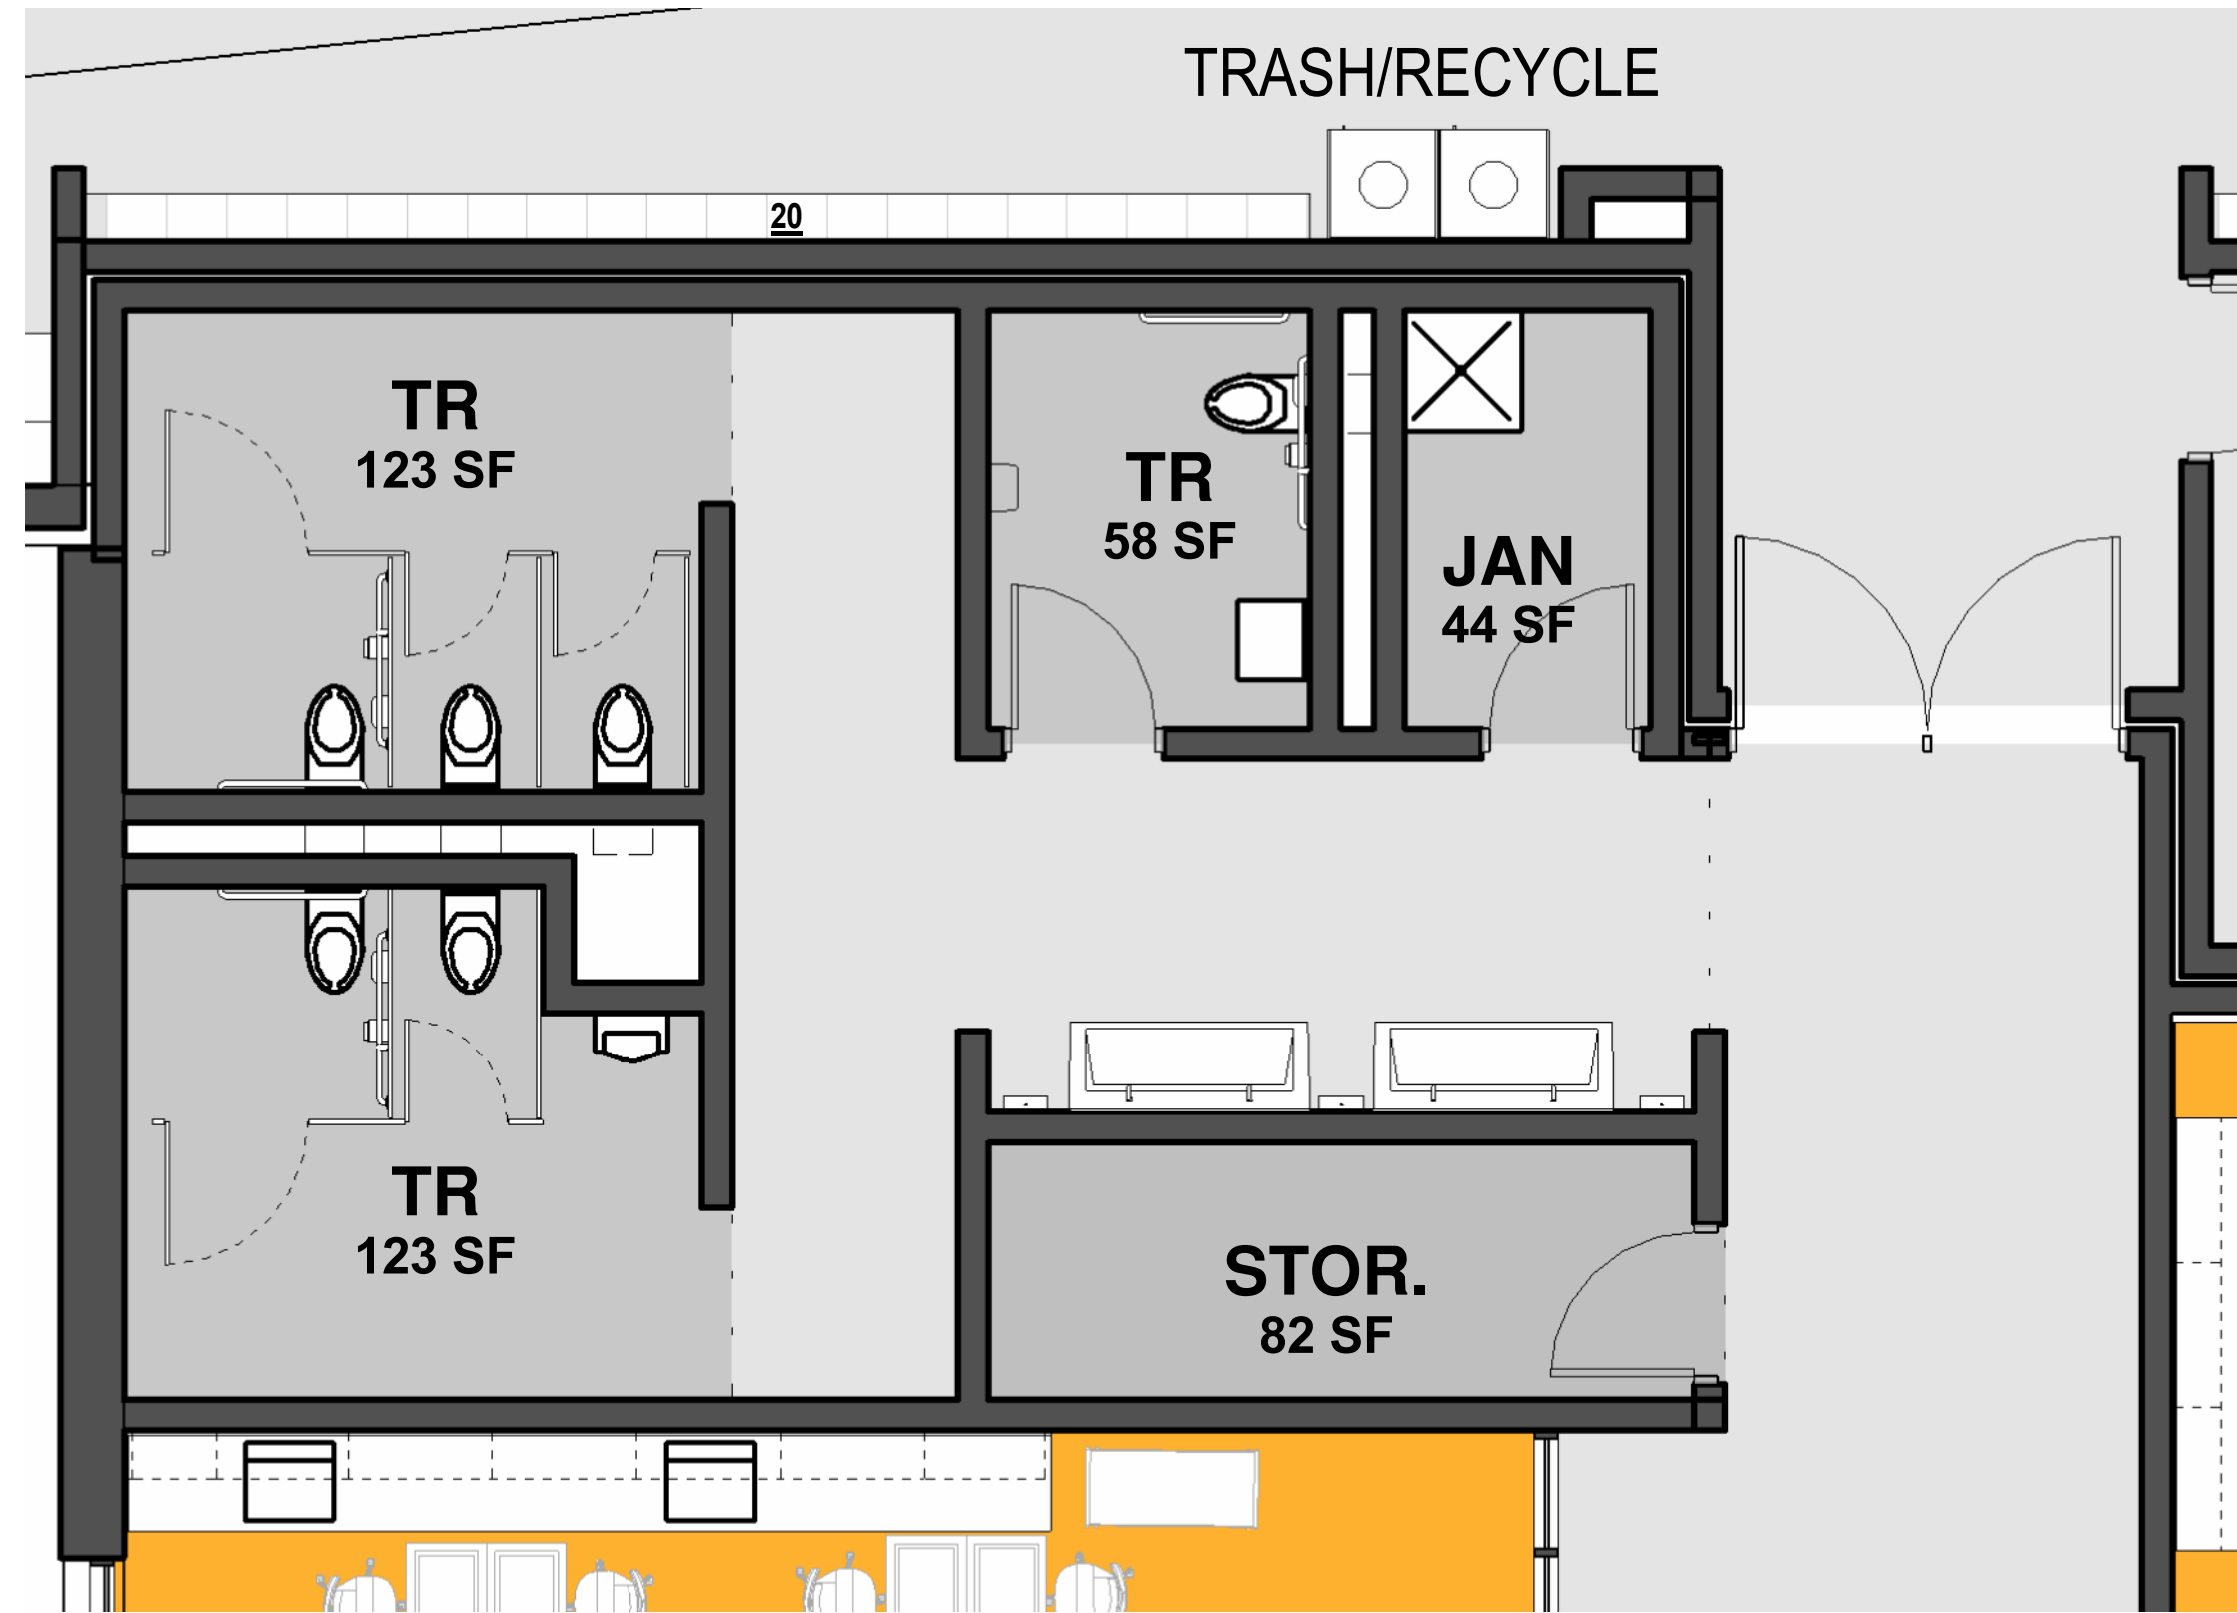 TRASH/RECYCLE
20
TR
123 SF
TR
58 SF
JAN
44 SF
TR
123 SF
STOR.
82 SF